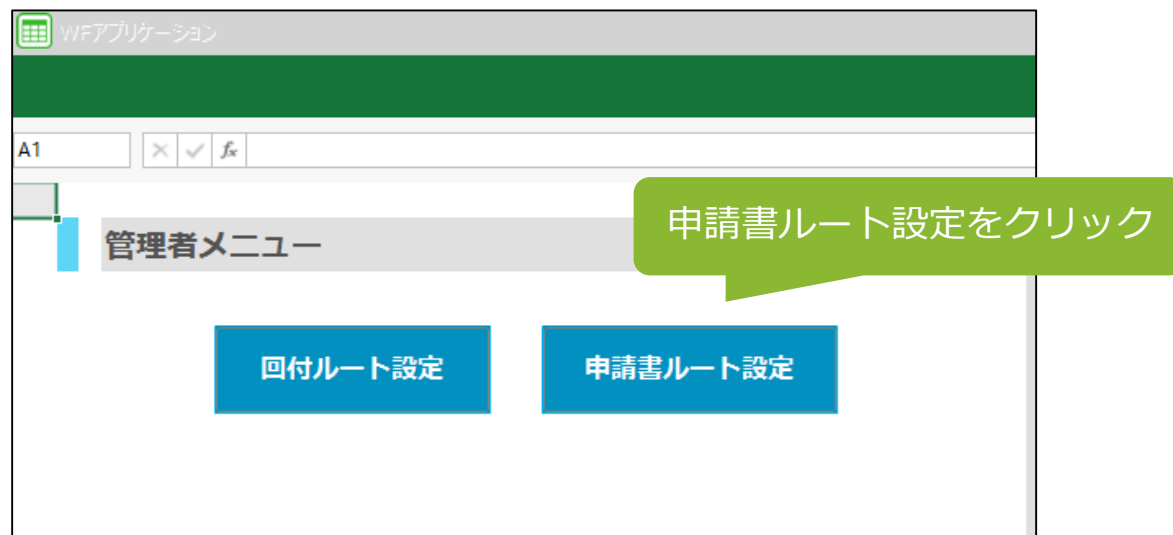 WFアプリケーション
A1
fx
申請書ルート設定をクリック
管理者メニュー
回付ルート設定
申請書ルート設定